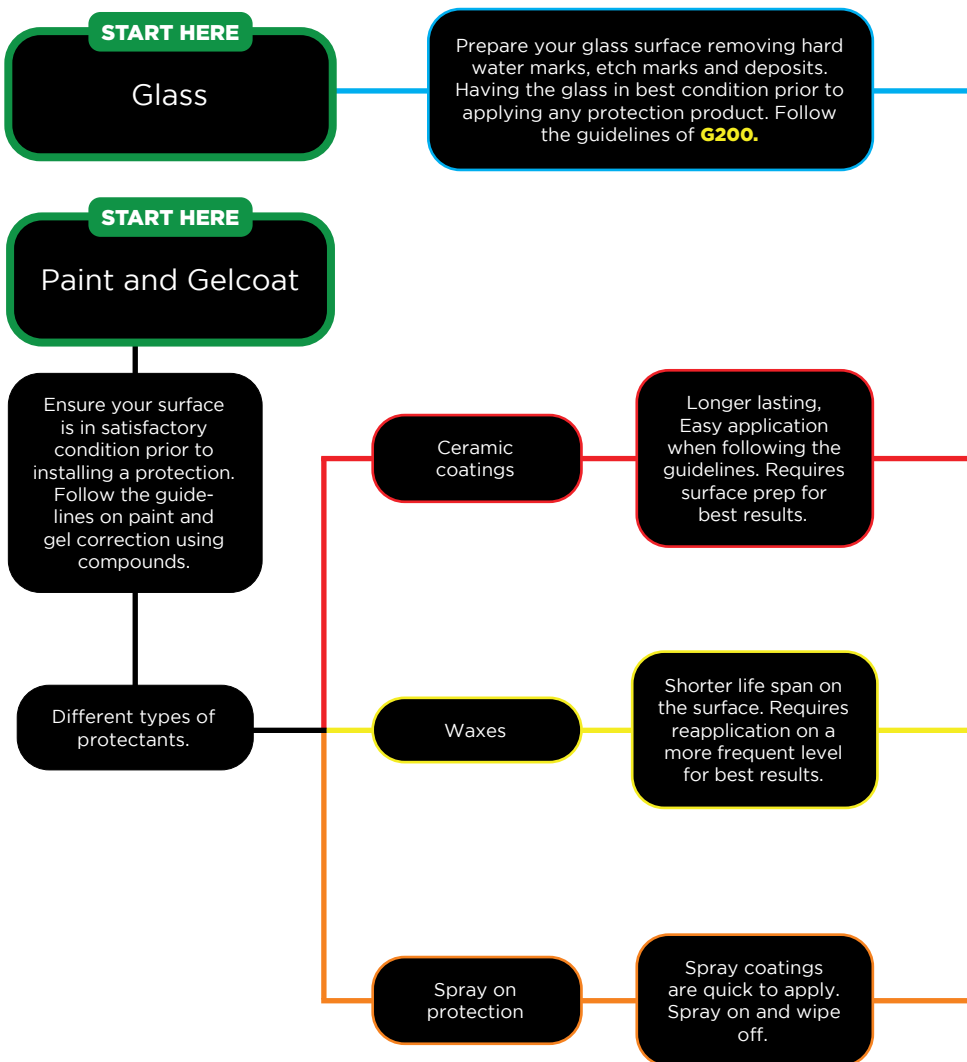 START HERE
Glass
Prepare your glass surface removing hard
water marks, etch marks and deposits.
Having the glass in best condition prior to
applying any protection product. Follow
the guidelines of G200.
START HERE
Paint and Gelcoat
Ensure your surface
is in satisfactory
condition prior to
installing a protection.
Follow the guide-
lines on paint and
gel correction using
compounds.
Different types of
protectants.
Ceramic
coatings
Longer lasting,
Easy application
when following the
guidelines. Requires
surface prep for
best results.
Waxes
Shorter life span on
the surface. Requires
reapplication on a
more frequent level
for best results.
Spray on
protection
Spray coatings
are quick to apply.
Spray on and wipe
off.